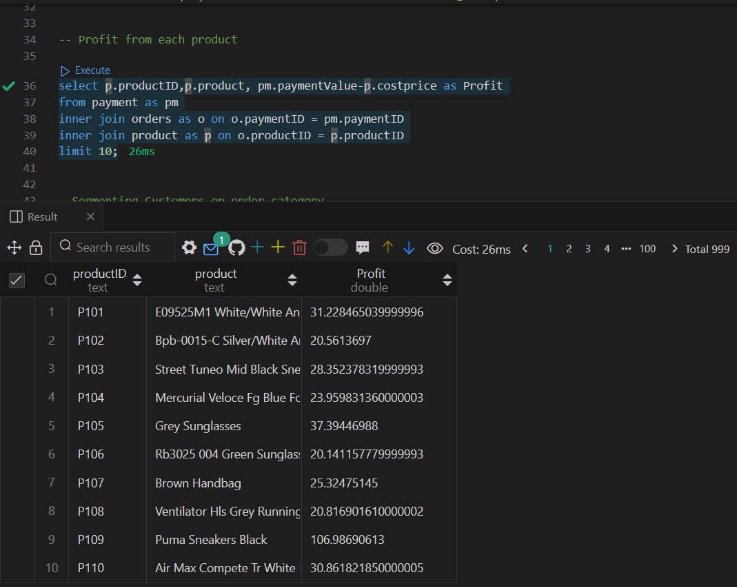 32
33
34 -- Profit from each product
35
Execute
36 select p.productID,p.product, pm.paymentValue-p.costprice as Profit
37 from payment as pm
38 inner join orders as o on o.paymentID = pm.paymentID
39 inner join product as p on o.productID = p.productID
40 limit 10; 26ms
41
42
43 Segmenting Customers on order category
Result
Search results 1 Cost: 26ms 1 2 3 4 ... 100 Total 999
productID product Profit
text text double
1 P101 E09525M1 White/White An 31.228465039999996
2 P102 Bpb-0015-C Silver/White 20.5613697
3 P103 Street Tuneo Mid Black Sne 28.352378319999993
4 P104 Mercurial Veloce Fg Blue Fo 23.959831360000003
5 P105 Grey Sunglasses 37.39446988
6 P106 Rb3025 004 Green Sunglas 20.141157779999993
7 P107 Brown Handbag 25.32475145
8 P108 Ventilator Hls Grey Running 20.816901610000002
9 P109 Puma Sneakers Black 106.98690613
10 P110 Air Max Compete Tr White 30.861821850000005